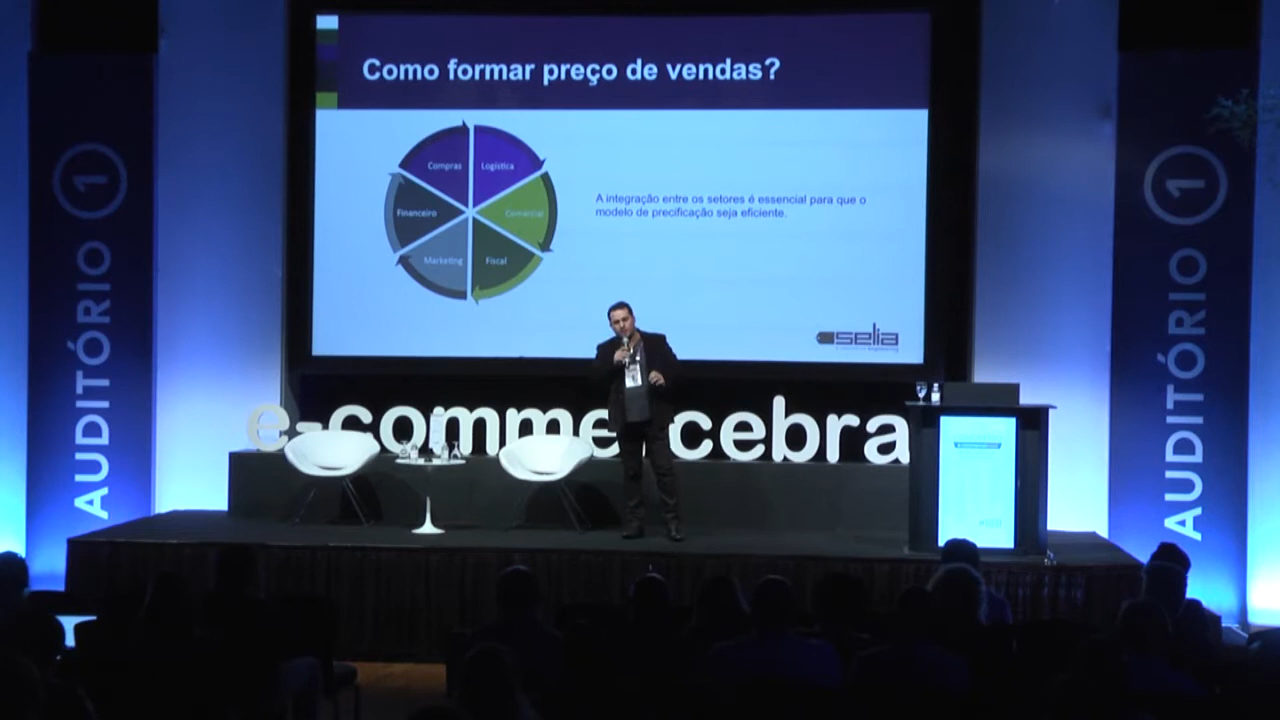 Como formar preço de vendas?
Compras
Logística
Financeiro
Comercial
Marketing
Fiscal
A integração entre os setores é essencial para que o
modelo de precificação seja eficiente.
selia
e-commercebra
AUDITÓRIO 1
AUDITÓRIO 1